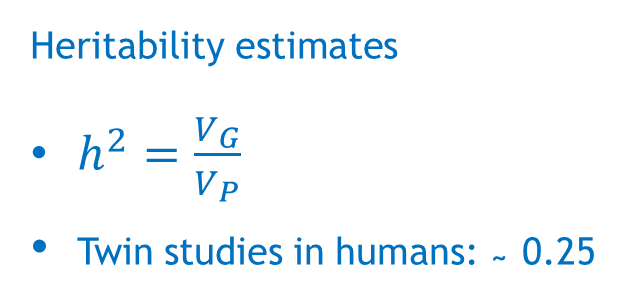 Heritability estimates
• h² = V_G / V_P
• Twin studies in humans: ~ 0.25